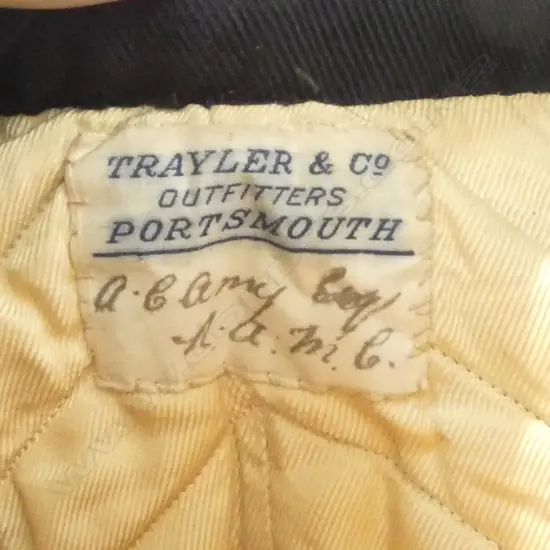 TRAYLER & Cº
OUTFITTERS
PORTSMOUTH
A. C Amy Esq
A. M. C.